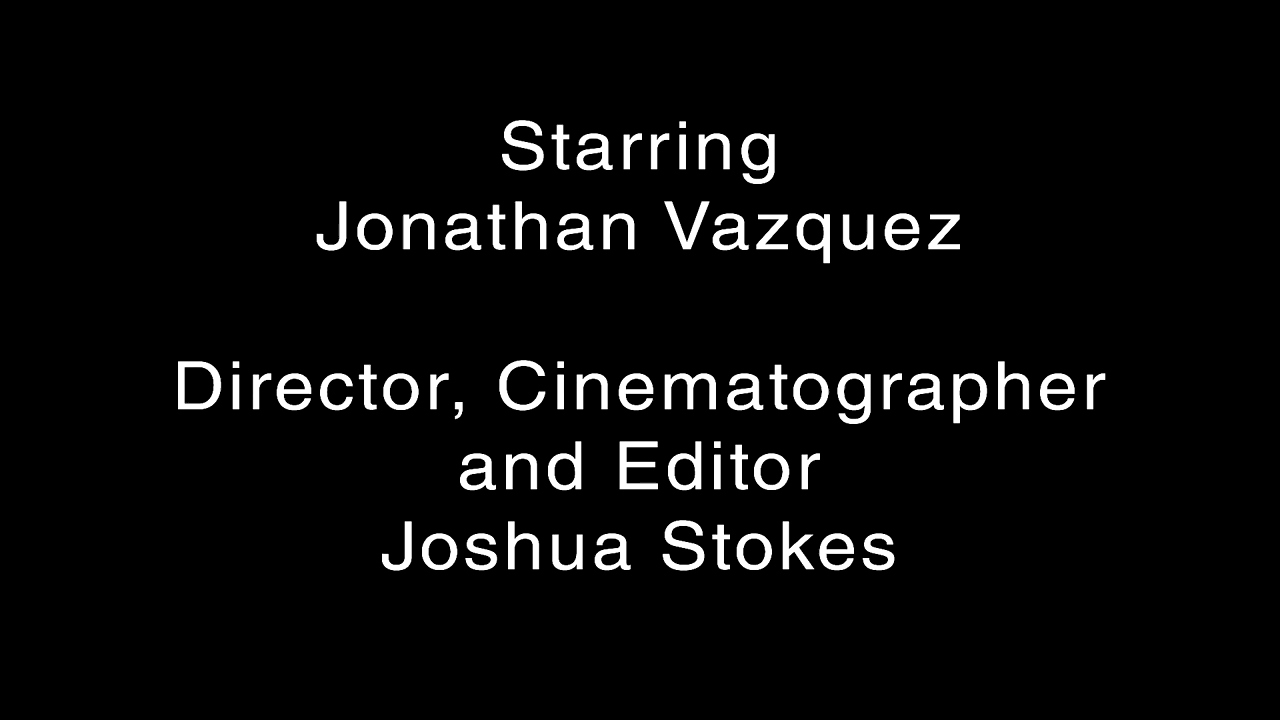 Starring
Jonathan Vazquez
Director, Cinematographer
and Editor
Joshua Stokes